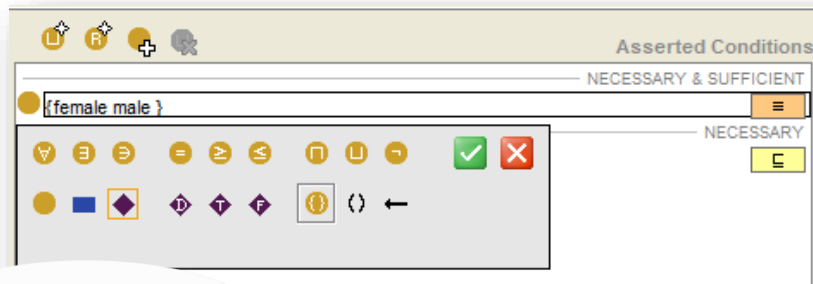 Asserted Conditions
NECESSARY & SUFFICIENT
{female male }
≡
NECESSARY
⊑
∀ ∃ ∋ = ≥ ≤ ⊓ ⊔ ¬
D T F {} () ←